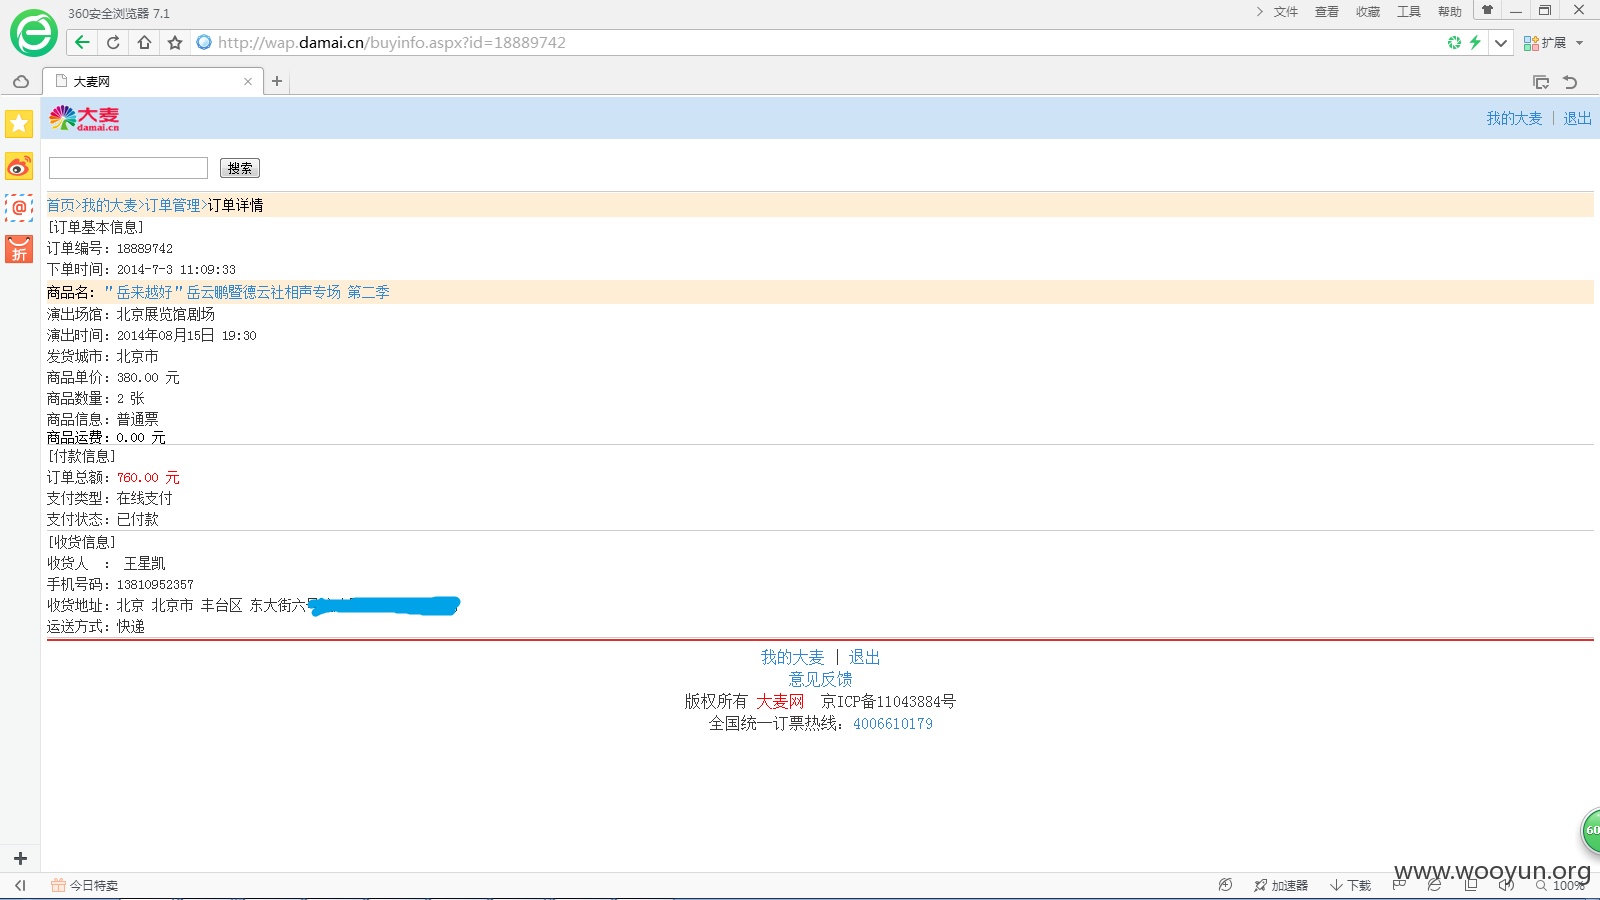 360安全浏览器 7.1
文件 查看 收藏 工具 帮助
http://wap.damai.cn/buyinfo.aspx?id=18889742
扩展
大麦网
大麦
damai.cn
我的大麦 | 退出
搜索
首页>我的大麦>订单管理>订单详情
[订单基本信息]
订单编号：18889742
下单时间：2014-7-3 11:09:33
商品名："岳来越好"岳云鹏暨德云社相声专场 第二季
演出场馆：北京展览馆剧场
演出时间：2014年08月15日 19:30
发货城市：北京市
商品单价：380.00 元
商品数量：2 张
商品信息：普通票
商品运费：0.00 元
[付款信息]
订单总额：760.00 元
支付类型：在线支付
支付状态：已付款
[收货信息]
收货人 ： 王星凯
手机号码：13810952357
收货地址：北京 北京市 丰台区 东大街六
运送方式：快递
我的大麦 | 退出
意见反馈
版权所有 大麦网 京ICP备11043884号
全国统一订票热线：4006610179
折
60
www.wooyun.org
今日特卖
加速器
下载
100%